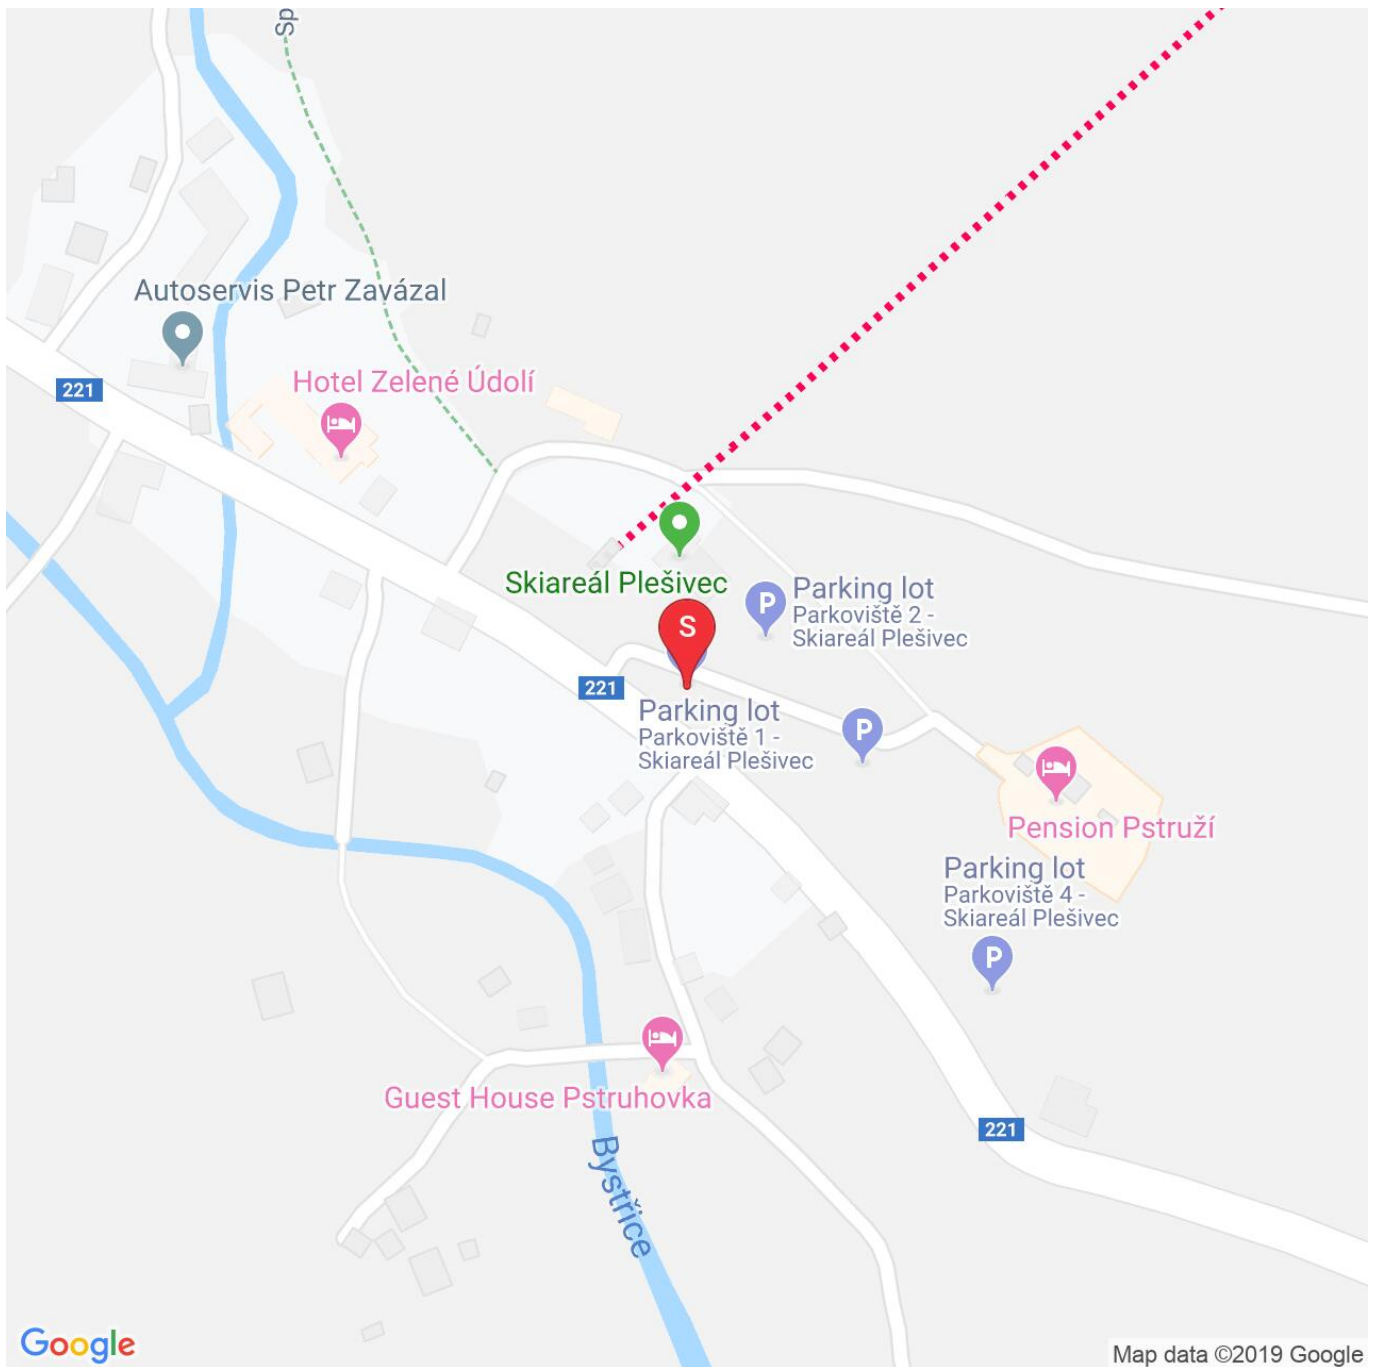 Sp
Autoservis Petr Zavázal
221
Hotel Zelené Údolí
Skiareál Plešivec
P
Parking lot
Parkoviště 2 -
Skiareál Plešivec
S
221
Parking lot
Parkoviště 1 -
Skiareál Plešivec
P
Pension Pstruží
Parking lot
Parkoviště 4 -
Skiareál Plešivec
P
Guest House Pstruhovka
221
Bystřice
Google
Map data ©2019 Google